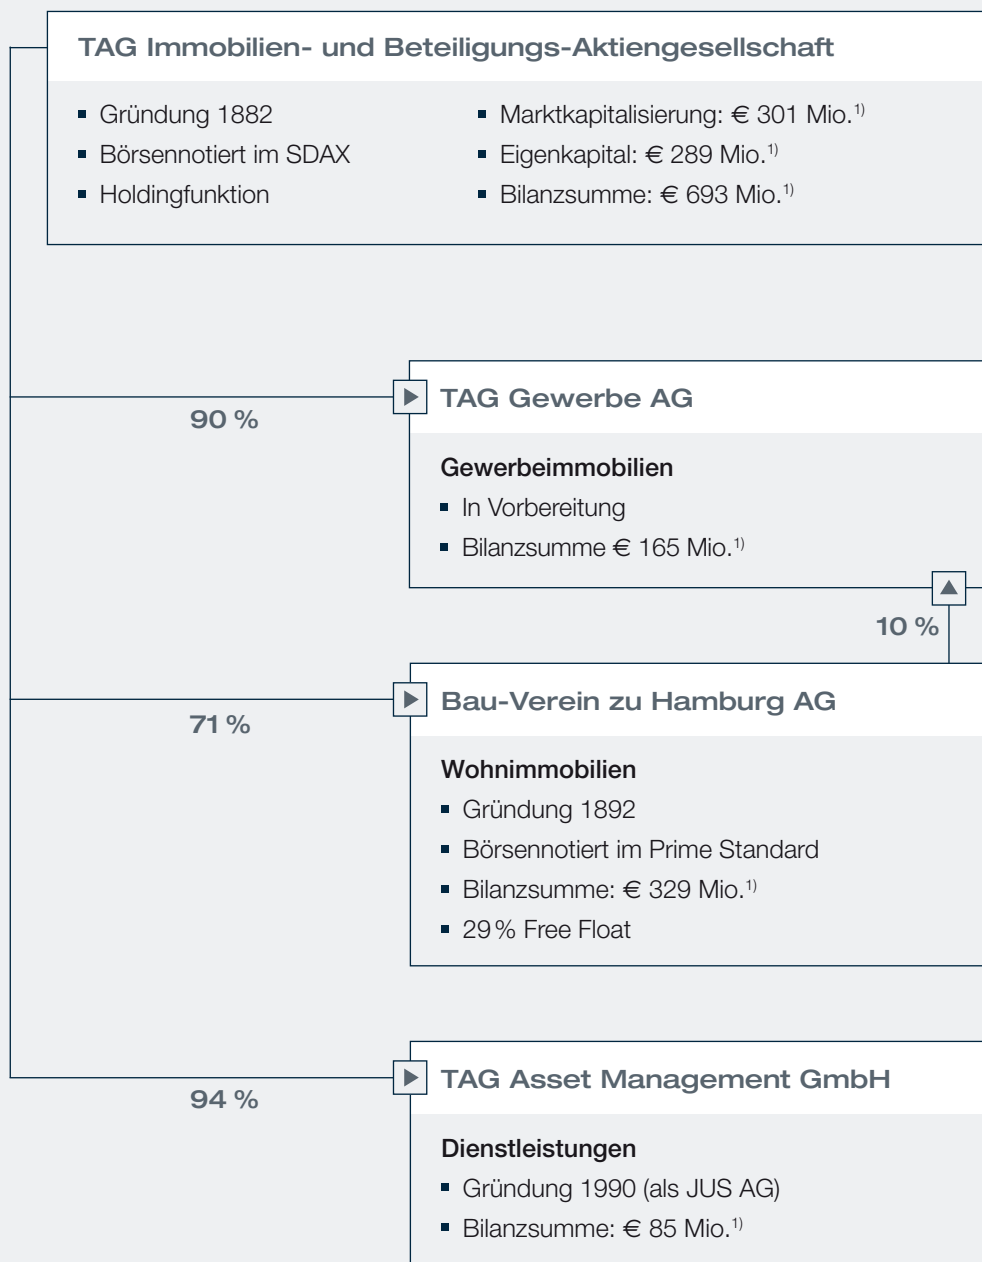 TAG Immobilien- und Beteiligungs-Aktiengesellschaft
▪ Gründung 1882
▪ Börsennotiert im SDAX
▪ Holdingfunktion
▪ Marktkapitalisierung: € 301 Mio.1)
▪ Eigenkapital: € 289 Mio.1)
▪ Bilanzsumme: € 693 Mio.1)
90 %
TAG Gewerbe AG
Gewerbeimmobilien
▪ In Vorbereitung
▪ Bilanzsumme € 165 Mio.1)
10 %
71 %
Bau-Verein zu Hamburg AG
Wohnimmobilien
▪ Gründung 1892
▪ Börsennotiert im Prime Standard
▪ Bilanzsumme: € 329 Mio.1)
▪ 29 % Free Float
94 %
TAG Asset Management GmbH
Dienstleistungen
▪ Gründung 1990 (als JUS AG)
▪ Bilanzsumme: € 85 Mio.1)